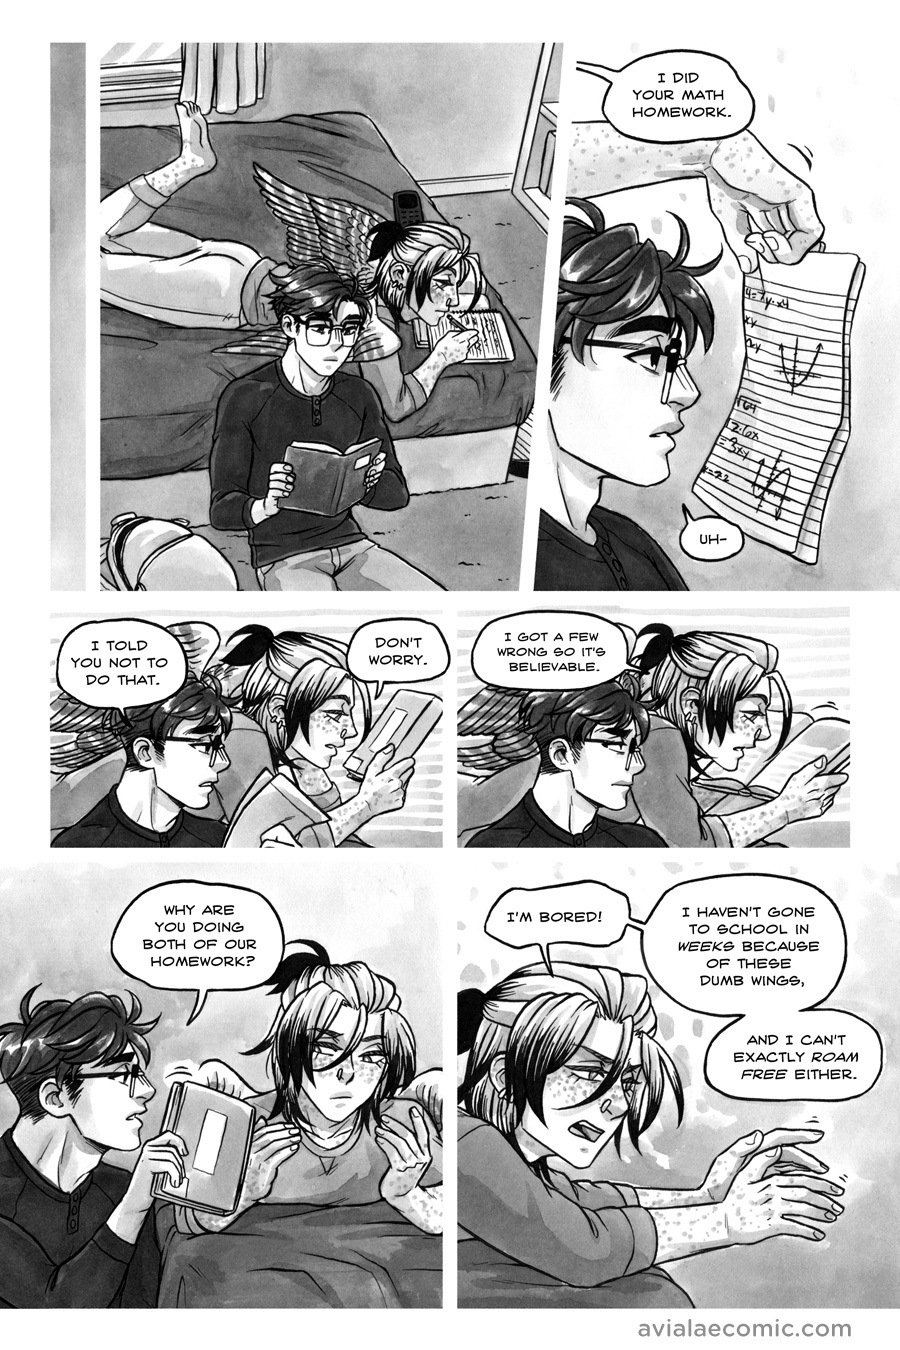 I DID
YOUR MATH
HOMEWORK.
UH-
I TOLD
YOU NOT TO
DO THAT.
DON'T
WORRY.
I GOT A FEW
WRONG SO IT'S
BELIEVABLE.
WHY ARE
YOU DOING
BOTH OF OUR
HOMEWORK?
I'M BORED!
I HAVEN'T GONE
TO SCHOOL IN
WEEKS BECAUSE
OF THESE
DUMB WINGS,
AND I CAN'T
EXACTLY ROAM
FREE EITHER.
avialaecomic.com